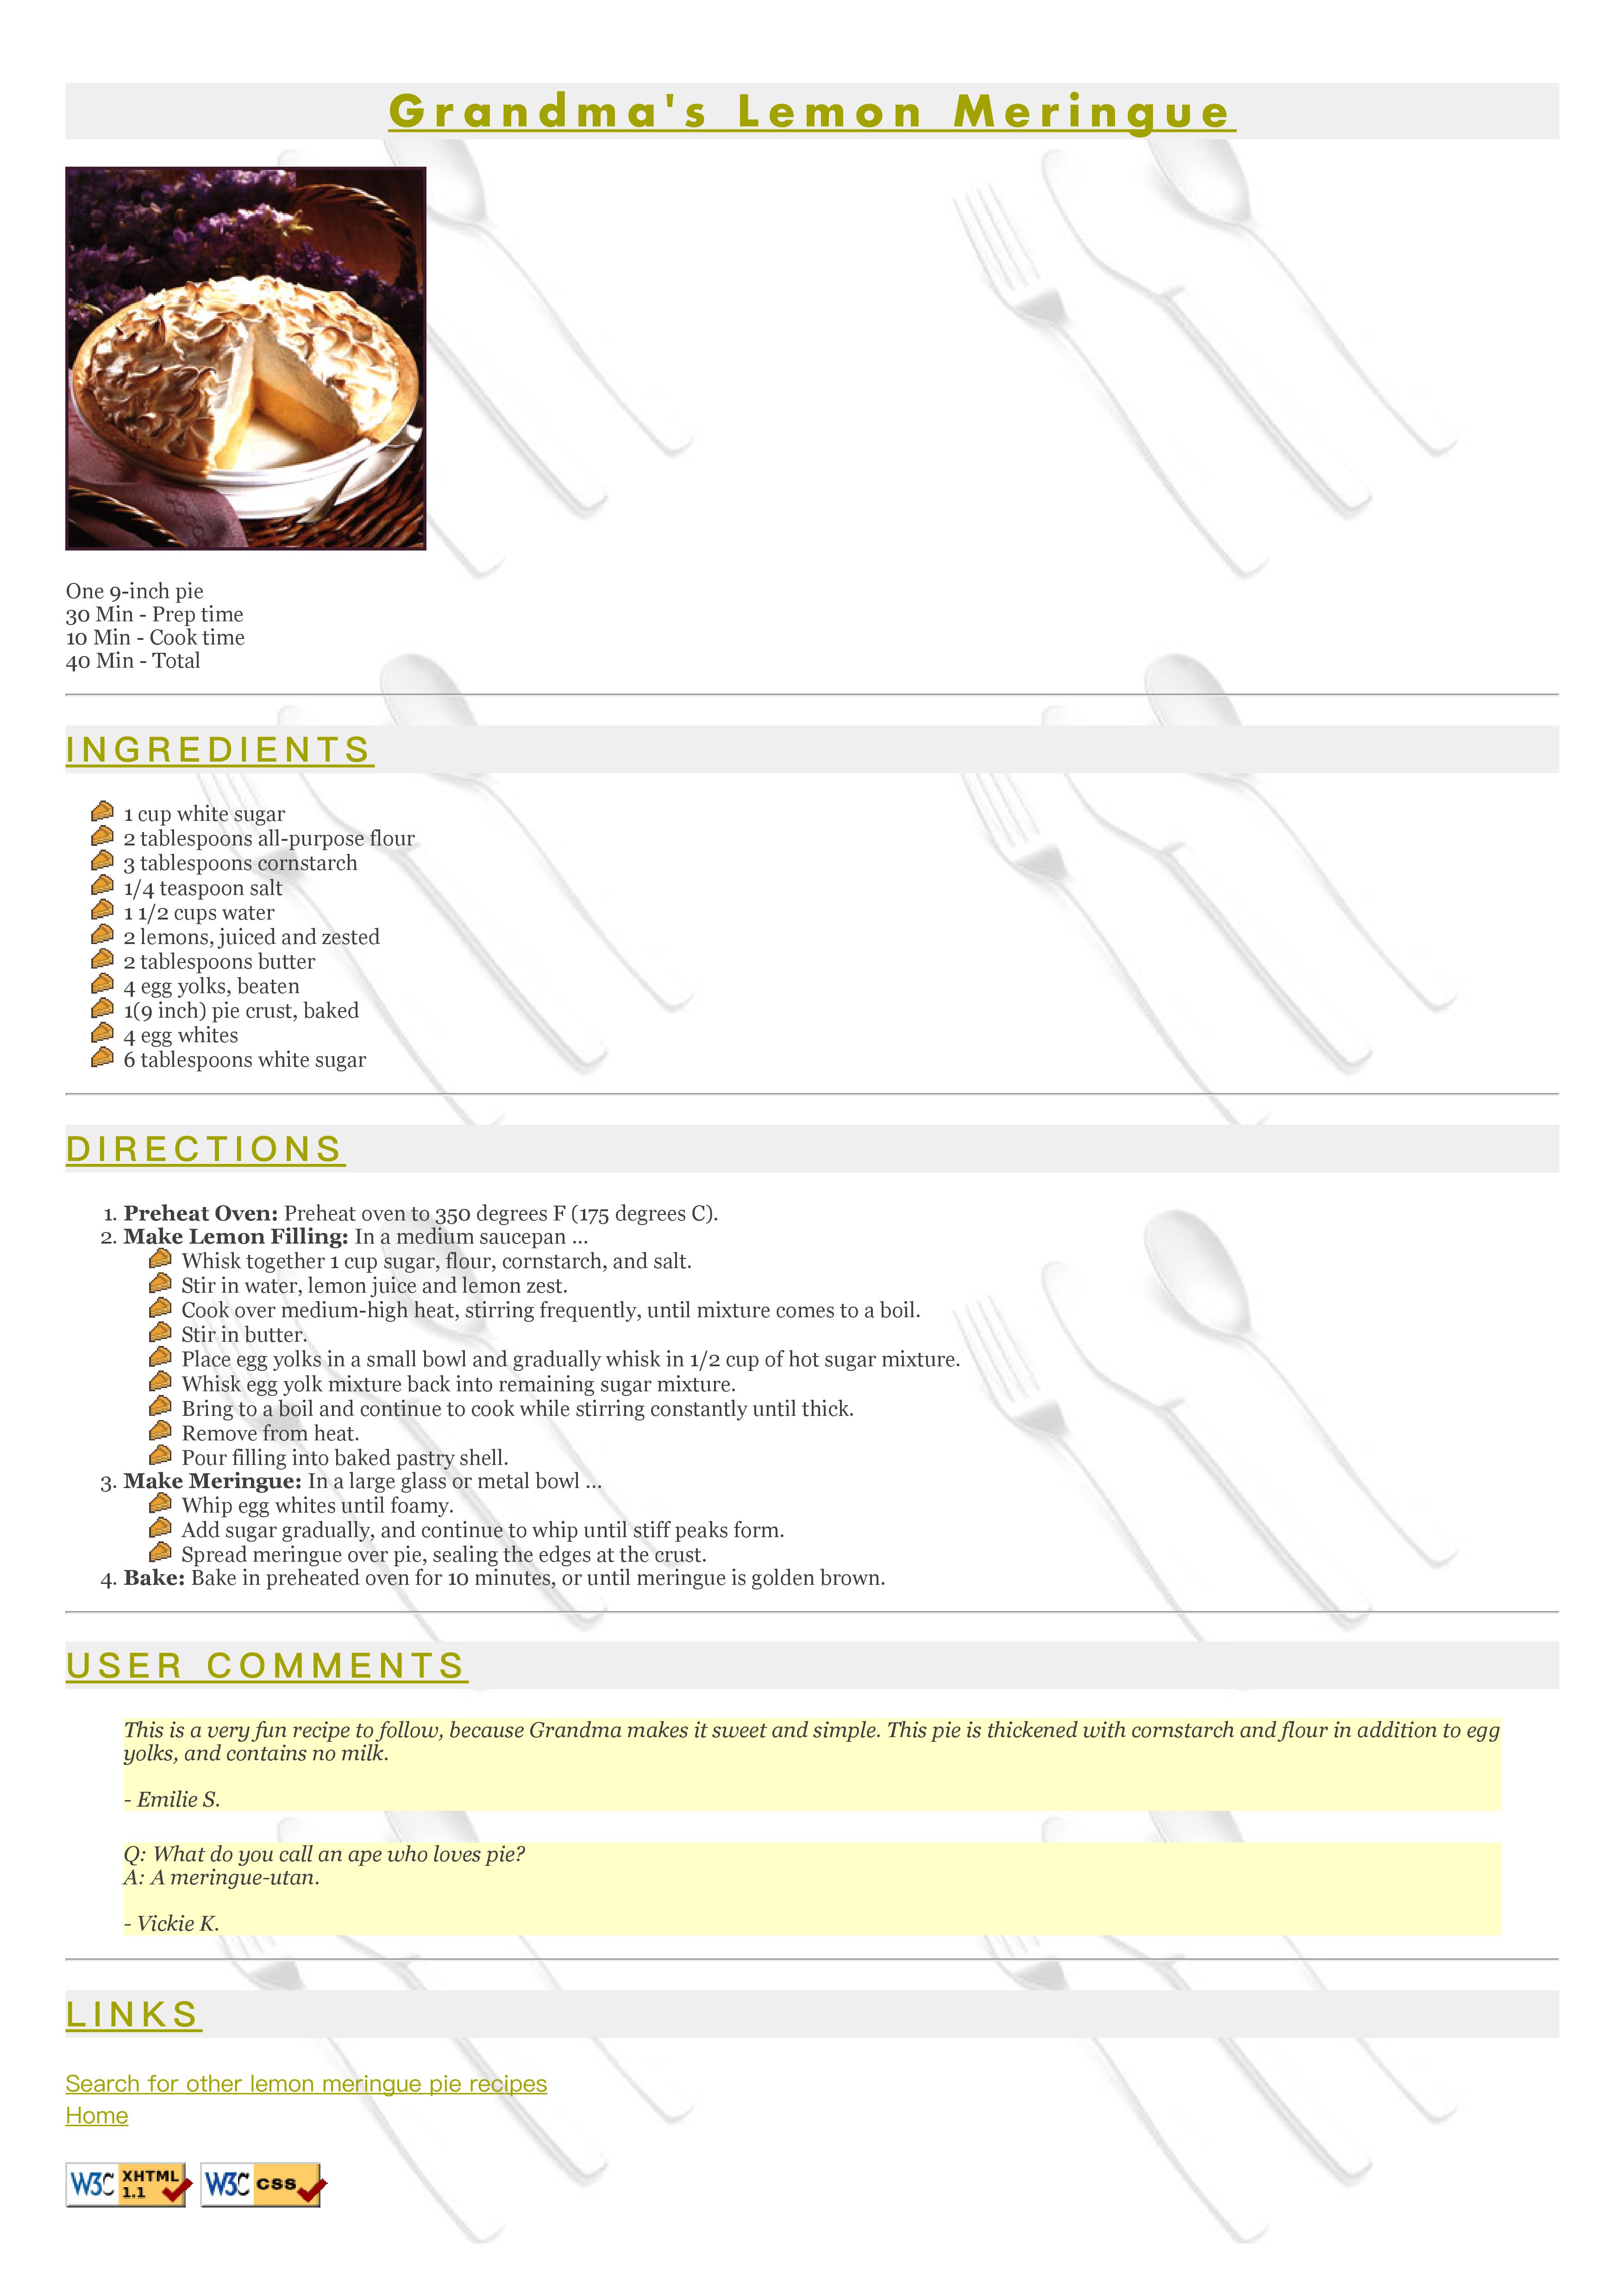 Grandma's Lemon Meringue
One 9-inch pie
30 Min - Prep time
10 Min - Cook time
40 Min - Total
INGREDIENTS
1 cup white sugar
2 tablespoons all-purpose flour
3 tablespoons cornstarch
1/4 teaspoon salt
1 1/2 cups water
2 lemons, juiced and zested
2 tablespoons butter
4 egg yolks, beaten
1(9 inch) pie crust, baked
4 egg whites
6 tablespoons white sugar
DIRECTIONS
1. Preheat Oven: Preheat oven to 350 degrees F (175 degrees C).
2. Make Lemon Filling: In a medium saucepan ...
Whisk together 1 cup sugar, flour, cornstarch, and salt.
Stir in water, lemon juice and lemon zest.
Cook over medium-high heat, stirring frequently, until mixture comes to a boil.
Stir in butter.
Place egg yolks in a small bowl and gradually whisk in 1/2 cup of hot sugar mixture.
Whisk egg yolk mixture back into remaining sugar mixture.
Bring to a boil and continue to cook while stirring constantly until thick.
Remove from heat.
Pour filling into baked pastry shell.
3. Make Meringue: In a large glass or metal bowl ...
Whip egg whites until foamy.
Add sugar gradually, and continue to whip until stiff peaks form.
Spread meringue over pie, sealing the edges at the crust.
4. Bake: Bake in preheated oven for 10 minutes, or until meringue is golden brown.
USER COMMENTS
This is a very fun recipe to follow, because Grandma makes it sweet and simple. This pie is thickened with cornstarch and flour in addition to egg
yolks, and contains no milk.
- Emilie S.
Q: What do you call an ape who loves pie?
A: A meringue-utan.
- Vickie K.
LINKS
Search for other lemon meringue pie recipes
Home
W3C XHTML 1.1 W3C css